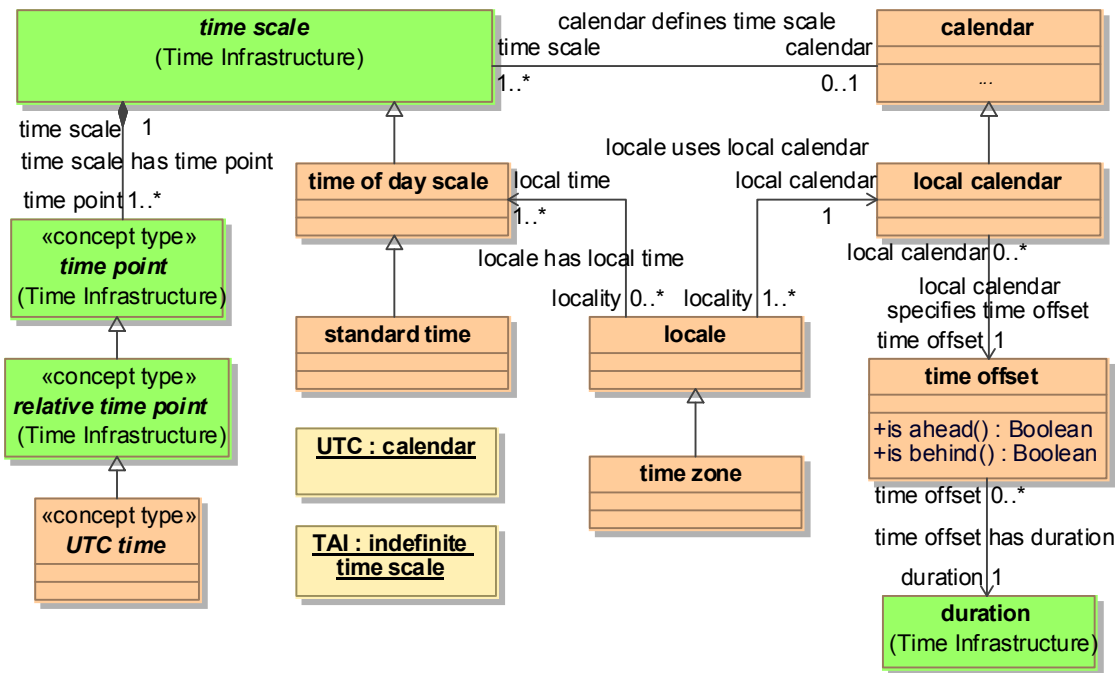 time scale
(Time Infrastructure)
calendar defines time scale
time scale
calendar
1..*
0..1
calendar
...
time scale
1
time scale has time point
time point
1..*
«concept type»
time point
(Time Infrastructure)
«concept type»
relative time point
(Time Infrastructure)
«concept type»
UTC time
time of day scale
local time
1..*
locale has local time
locality
0..*
standard time
UTC : calendar
TAI : indefinite
time scale
locale uses local calendar
local calendar
1
locality
1..*
locale
time zone
local calendar
local calendar
0..*
local calendar
specifies time offset
time offset
1
time offset
+is ahead() : Boolean
+is behind() : Boolean
time offset
0..*
time offset has duration
duration
1
duration
(Time Infrastructure)